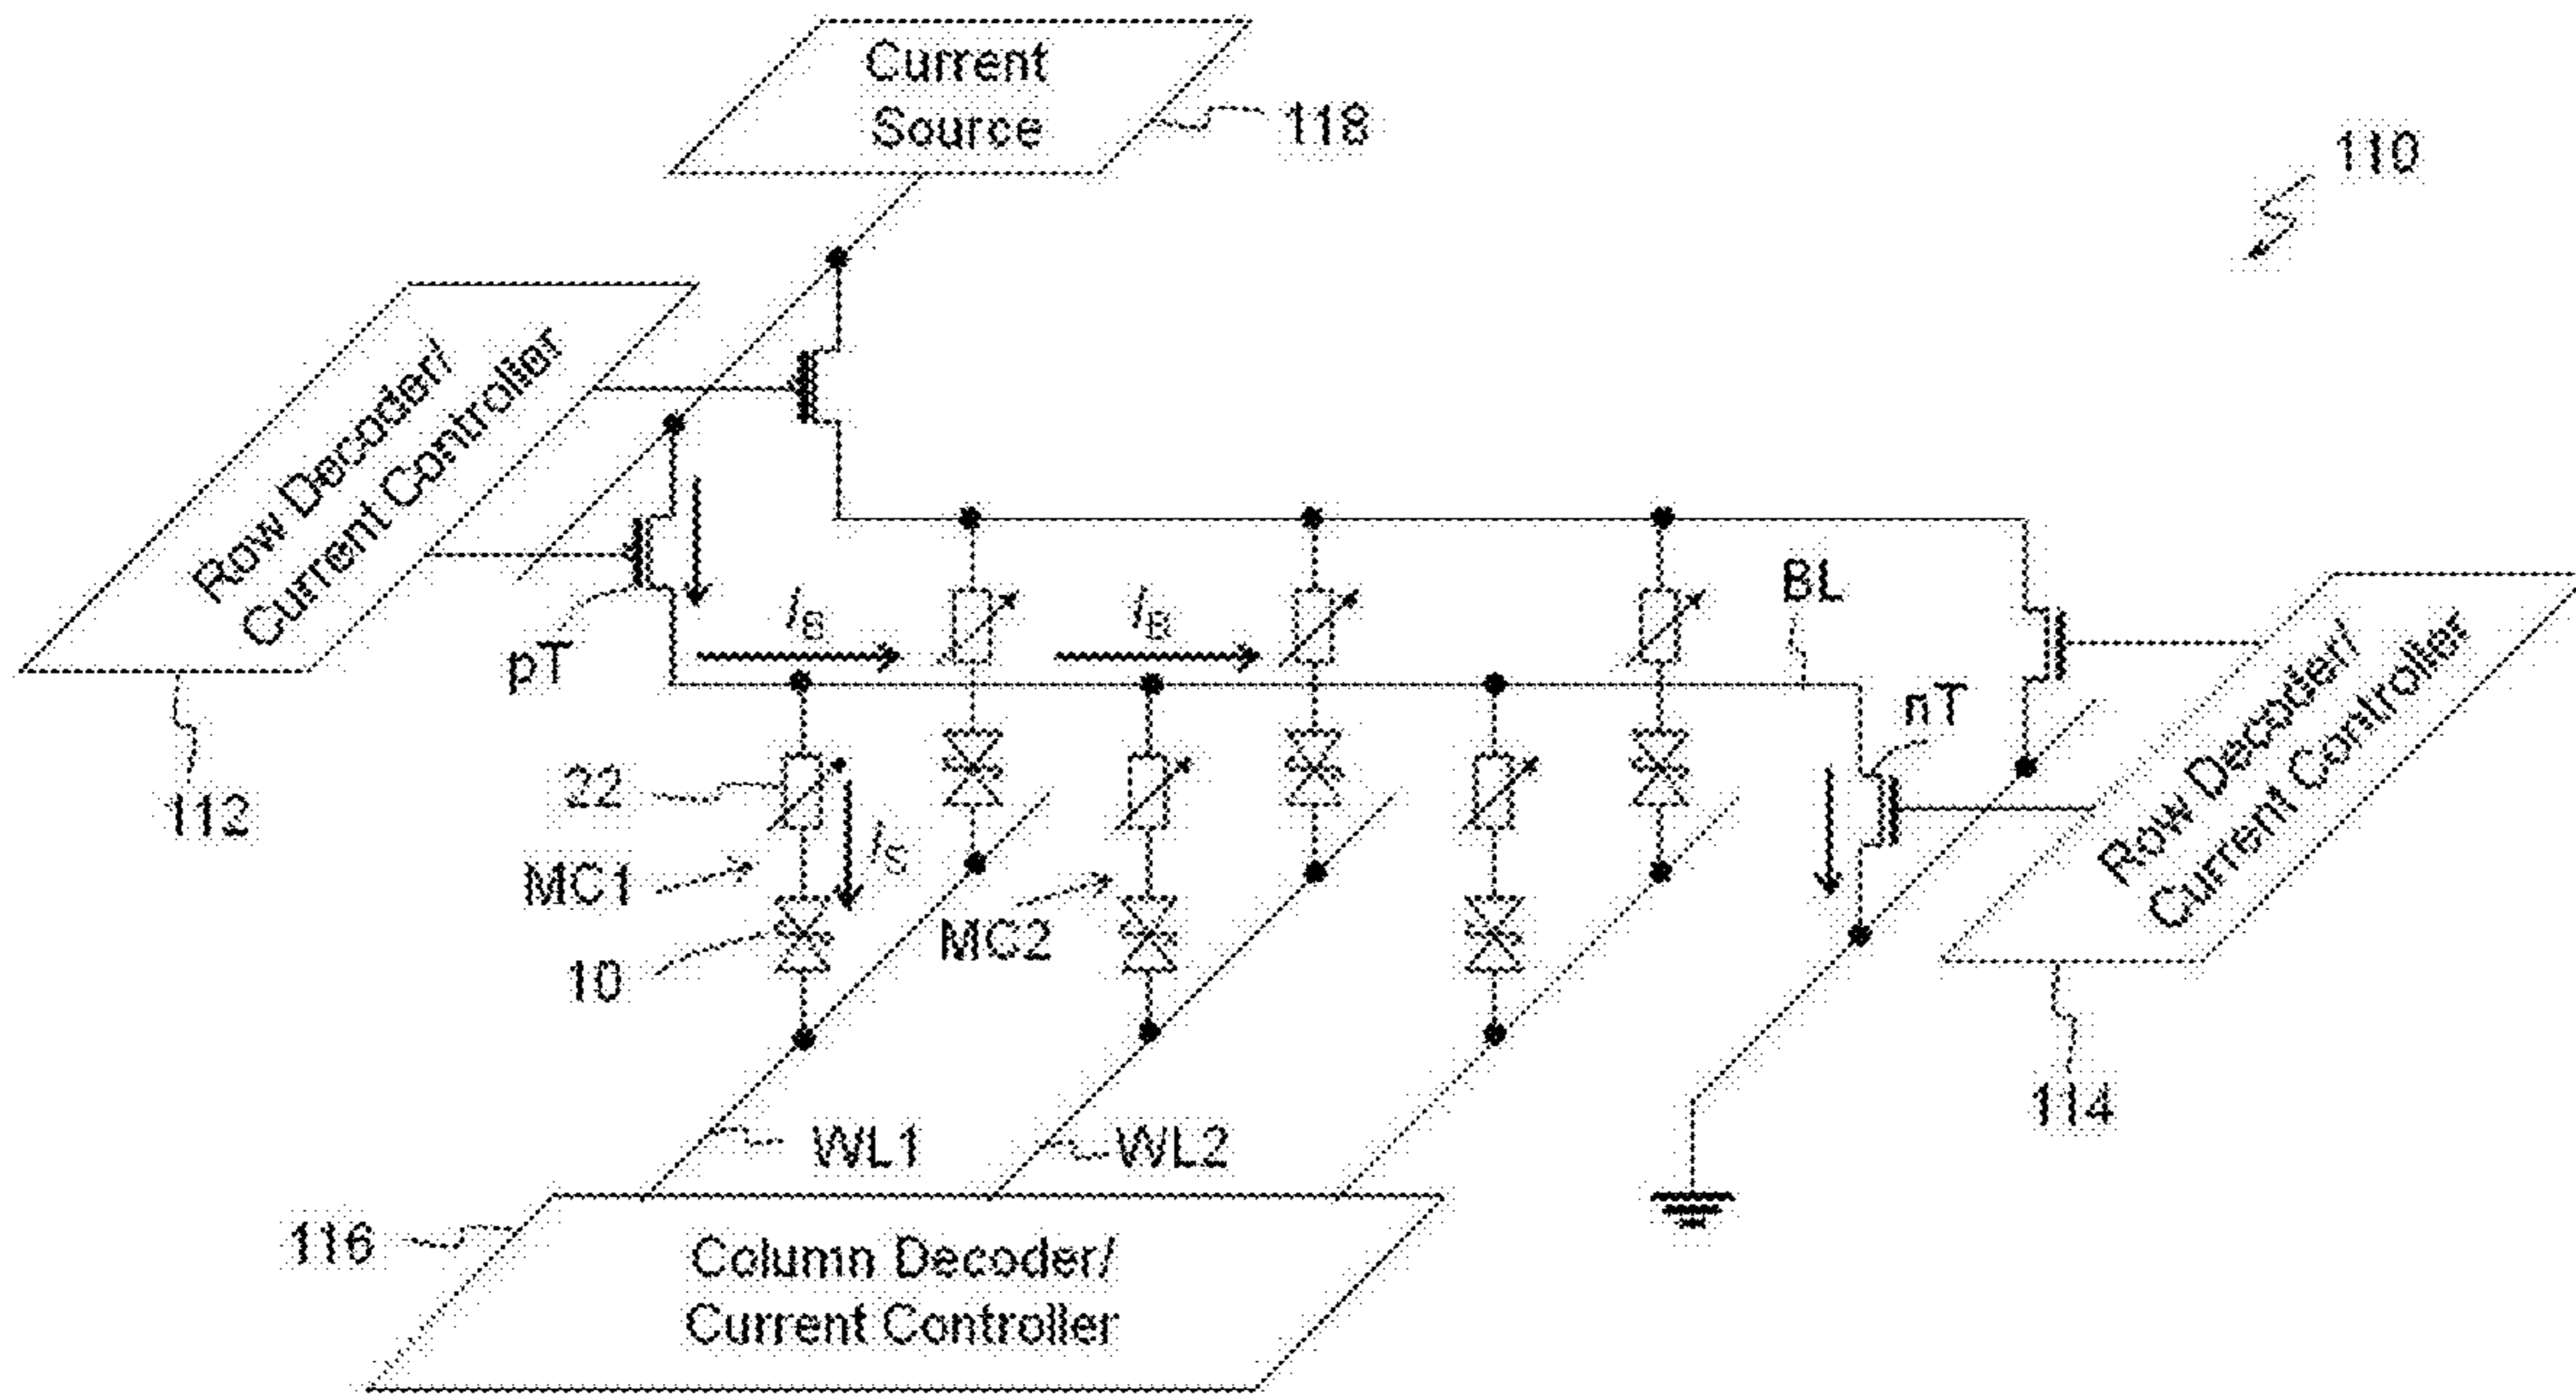 Current
Source
118
110
Row Decoder/
Current Controller
pT
112
I_B
I_B
BL
nT
Row Decoder/
Current Controller
114
22
MC1
I_S
10
MC2
WL1
WL2
116
Column Decoder/
Current Controller